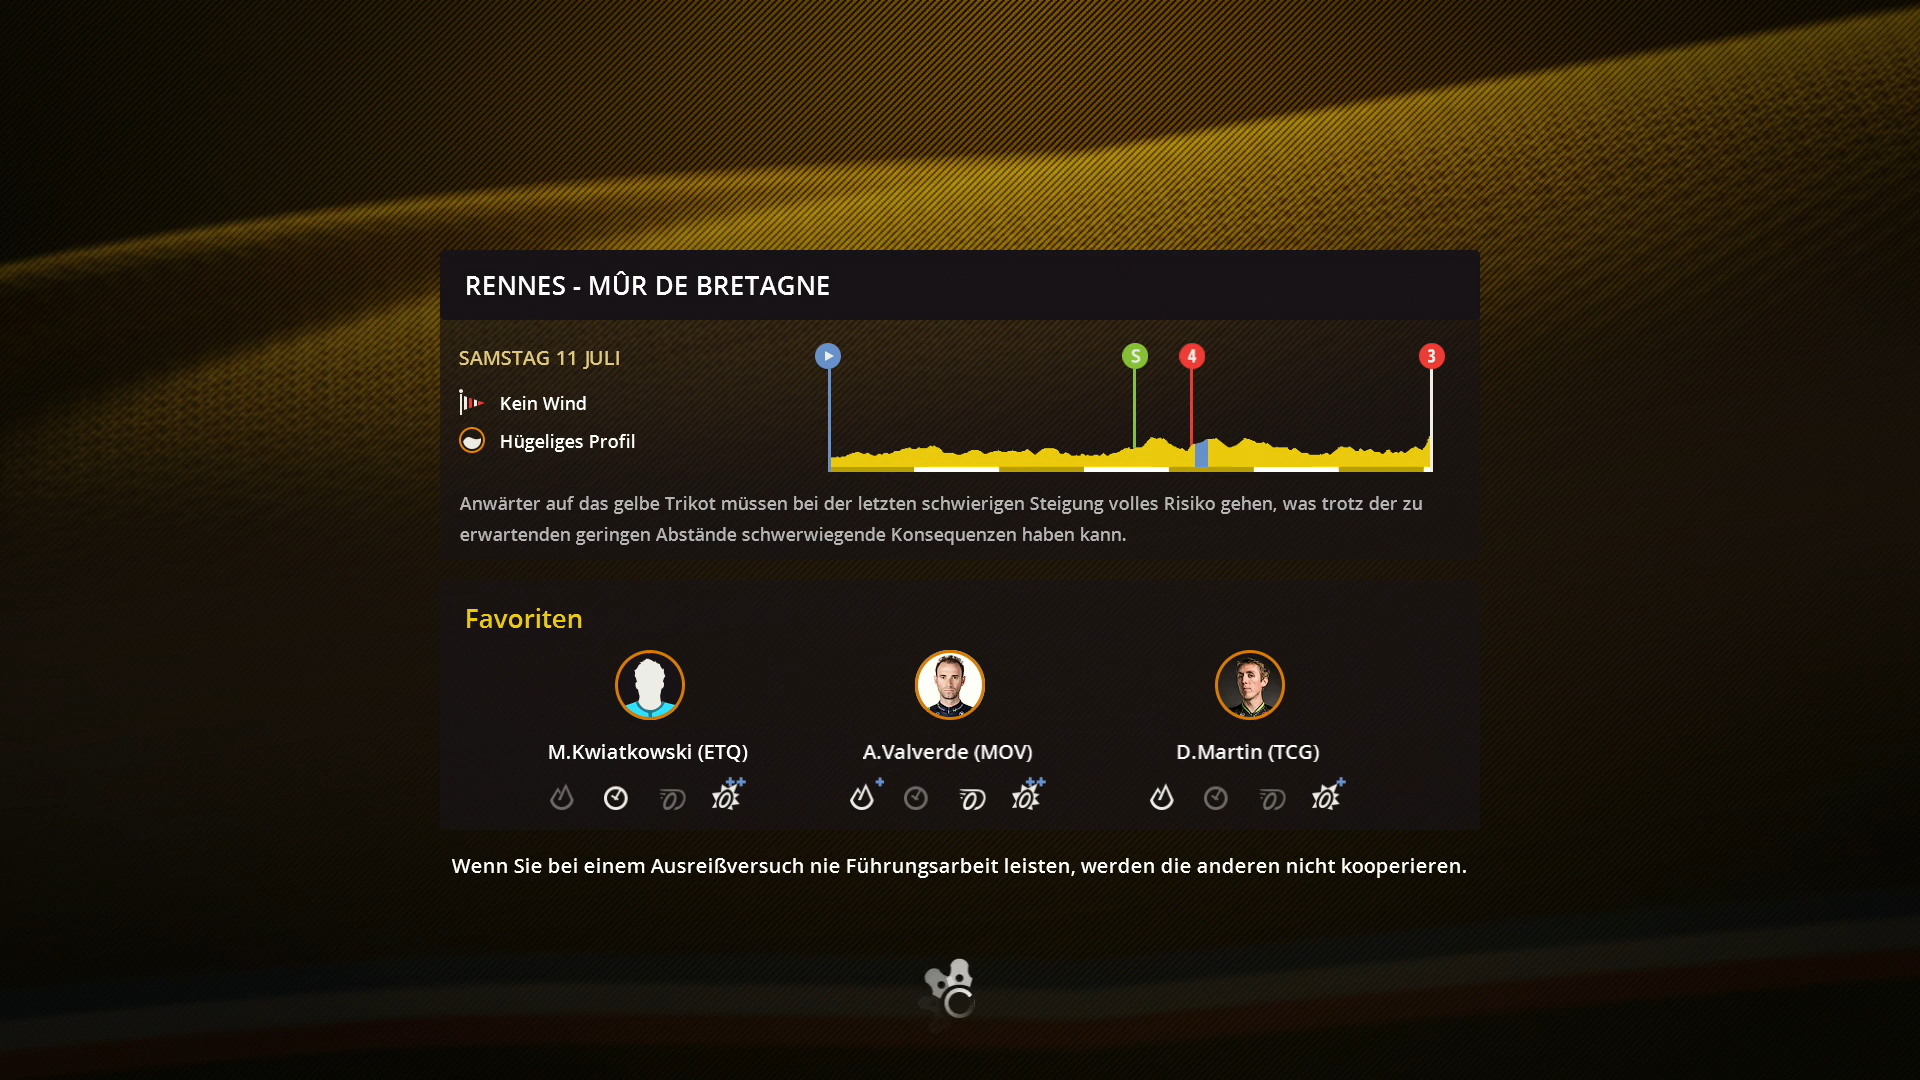 RENNES - MÛR DE BRETAGNE
SAMSTAG 11 JULI
Kein Wind
Hügeliges Profil
S
4
3
Anwärter auf das gelbe Trikot müssen bei der letzten schwierigen Steigung volles Risiko gehen, was trotz der zu
erwartenden geringen Abstände schwerwiegende Konsequenzen haben kann.
Favoriten
M.Kwiatkowski (ETQ)
A.Valverde (MOV)
D.Martin (TCG)
Wenn Sie bei einem Ausreißversuch nie Führungsarbeit leisten, werden die anderen nicht kooperieren.